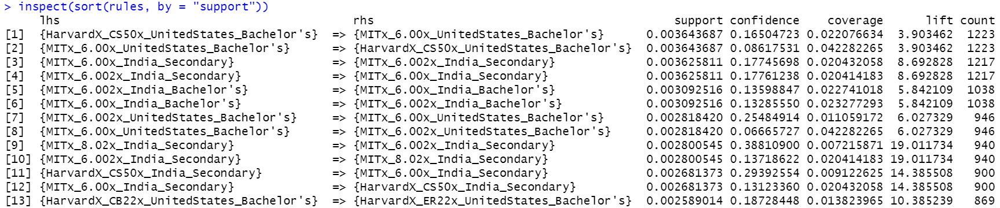 > inspect(sort(rules, by = "support"))
lhs rhs support confidence coverage lift count
[1] {HarvardX_CS50x_UnitedStates_Bachelor's} => {MITx_6.00x_UnitedStates_Bachelor's} 0.003643687 0.16504723 0.022076634 3.903462 1223
[2] {MITx_6.00x_UnitedStates_Bachelor's} => {HarvardX_CS50x_UnitedStates_Bachelor's} 0.003643687 0.08617531 0.042282265 3.903462 1223
[3] {MITx_6.00x_India_Secondary} => {MITx_6.002x_India_Secondary} 0.003625811 0.17745698 0.020432058 8.692828 1217
[4] {MITx_6.002x_India_Secondary} => {MITx_6.00x_India_Secondary} 0.003625811 0.17761238 0.020414183 8.692828 1217
[5] {MITx_6.002x_India_Bachelor's} => {MITx_6.00x_India_Bachelor's} 0.003092516 0.13598847 0.022741018 5.842109 1038
[6] {MITx_6.00x_India_Bachelor's} => {MITx_6.002x_India_Bachelor's} 0.003092516 0.13285550 0.023277293 5.842109 1038
[7] {MITx_6.002x_UnitedStates_Bachelor's} => {MITx_6.00x_UnitedStates_Bachelor's} 0.002818420 0.25484914 0.011059172 6.027329 946
[8] {MITx_6.00x_UnitedStates_Bachelor's} => {MITx_6.002x_UnitedStates_Bachelor's} 0.002818420 0.06665727 0.042282265 6.027329 946
[9] {MITx_8.02x_India_Secondary} => {MITx_6.002x_India_Secondary} 0.002800545 0.38810900 0.007215871 19.011734 940
[10] {MITx_6.002x_India_Secondary} => {MITx_8.02x_India_Secondary} 0.002800545 0.13718622 0.020414183 19.011734 940
[11] {HarvardX_CS50x_India_Secondary} => {MITx_6.00x_India_Secondary} 0.002681373 0.29392554 0.009122625 14.385508 900
[12] {MITx_6.00x_India_Secondary} => {HarvardX_CS50x_India_Secondary} 0.002681373 0.13123360 0.020432058 14.385508 900
[13] {HarvardX_CB22x_UnitedStates_Bachelor's} => {HarvardX_ER22x_UnitedStates_Bachelor's} 0.002589014 0.18728448 0.013823965 10.385239 869